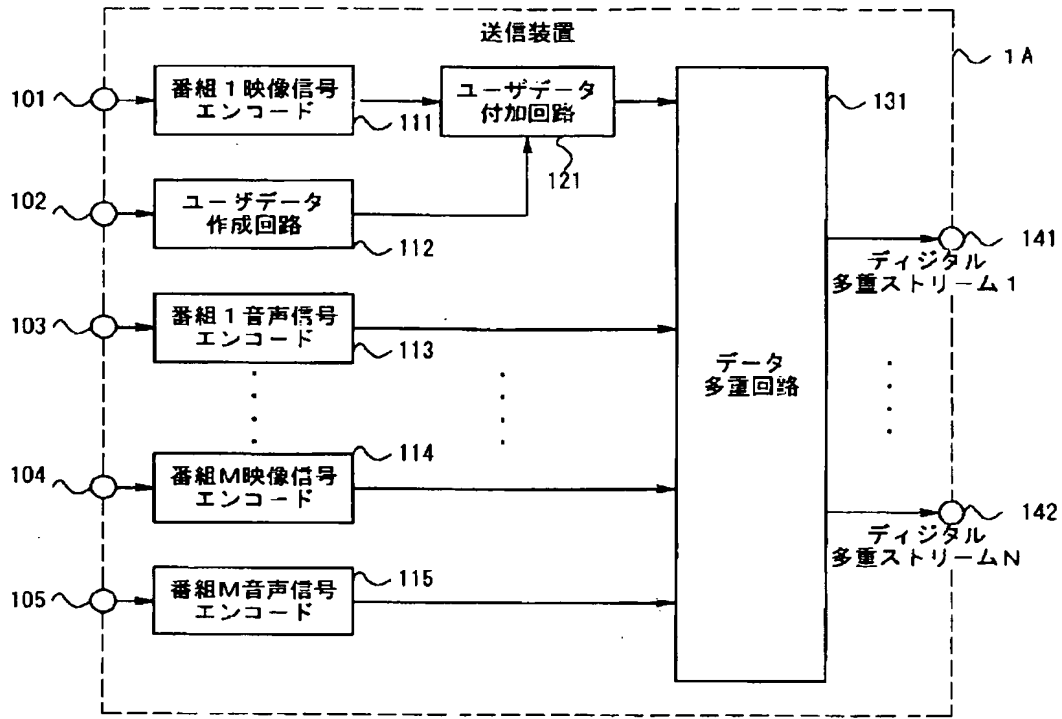 送信装置
1A
101
番組1映像信号
エンコード
111
ユーザデータ
付加回路
121
131
102
ユーザデータ
作成回路
112
141
ディジタル
多重ストリーム1
103
番組1音声信号
エンコード
113
データ
多重回路
104
番組M映像信号
エンコード
114
142
ディジタル
多重ストリームN
105
番組M音声信号
エンコード
115